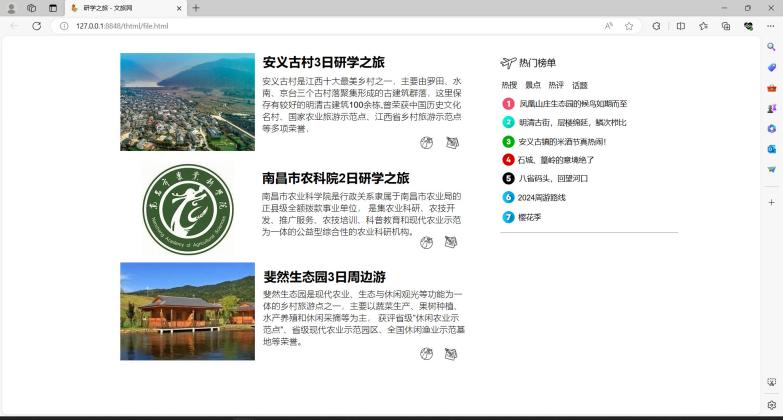 研学之旅 - 文旅网
127.0.0.1:8848/thtml/file.html
安义古村3日研学之旅
安义古村是江西十大最美乡村之一，主要由罗田、水
南、京台三个古村落聚集形成的古建筑群落，这里保
存有较好的明清古建筑100余栋,曾荣获中国历史文化
名村、国家农业旅游示范点、江西省乡村旅游示范点
等多项荣誉。
南昌市农科院2日研学之旅
南昌市农业科学院是行政关系隶属于南昌市农业局的
正县级全额拨款事业单位， 是集农业科研、农技开
发、推广服务、农技培训、科普教育和现代农业示范
为一体的公益型综合性的农业科研机构。
斐然生态园3日周边游
斐然生态园是现代农业、生态与休闲观光等功能为一
体的乡村旅游点之一，主要以蔬菜生产、果树种植、
水产养殖和休闲采摘等为主， 获评省级"休闲农业示
范点"、省级现代农业示范园区、全国休闲渔业示范基
地等荣誉。
热门榜单
热搜 景点 热评 话题
1 凤凰山庄生态园的候鸟如期而至
2 明清古街，层楼绵延，鳞次栉比
3 安义古镇的米酒节真热闹！
4 石城、篁岭的意境绝了
5 八省码头，回望河口
6 2024周游路线
7 樱花季